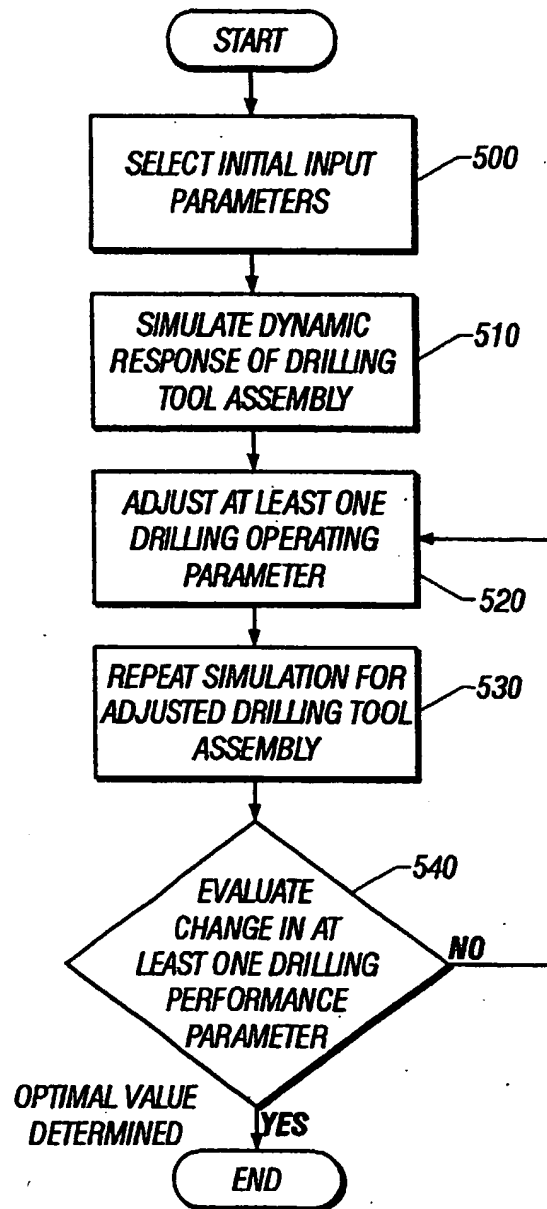 START
SELECT INITIAL INPUT
PARAMETERS
500
SIMULATE DYNAMIC
RESPONSE OF DRILLING
TOOL ASSEMBLY
510
ADJUST AT LEAST ONE
DRILLING OPERATING
PARAMETER
520
REPEAT SIMULATION FOR
ADJUSTED DRILLING TOOL
ASSEMBLY
530
EVALUATE
CHANGE IN AT
LEAST ONE DRILLING
PERFORMANCE
PARAMETER
540
NO
OPTIMAL VALUE
DETERMINED
YES
END